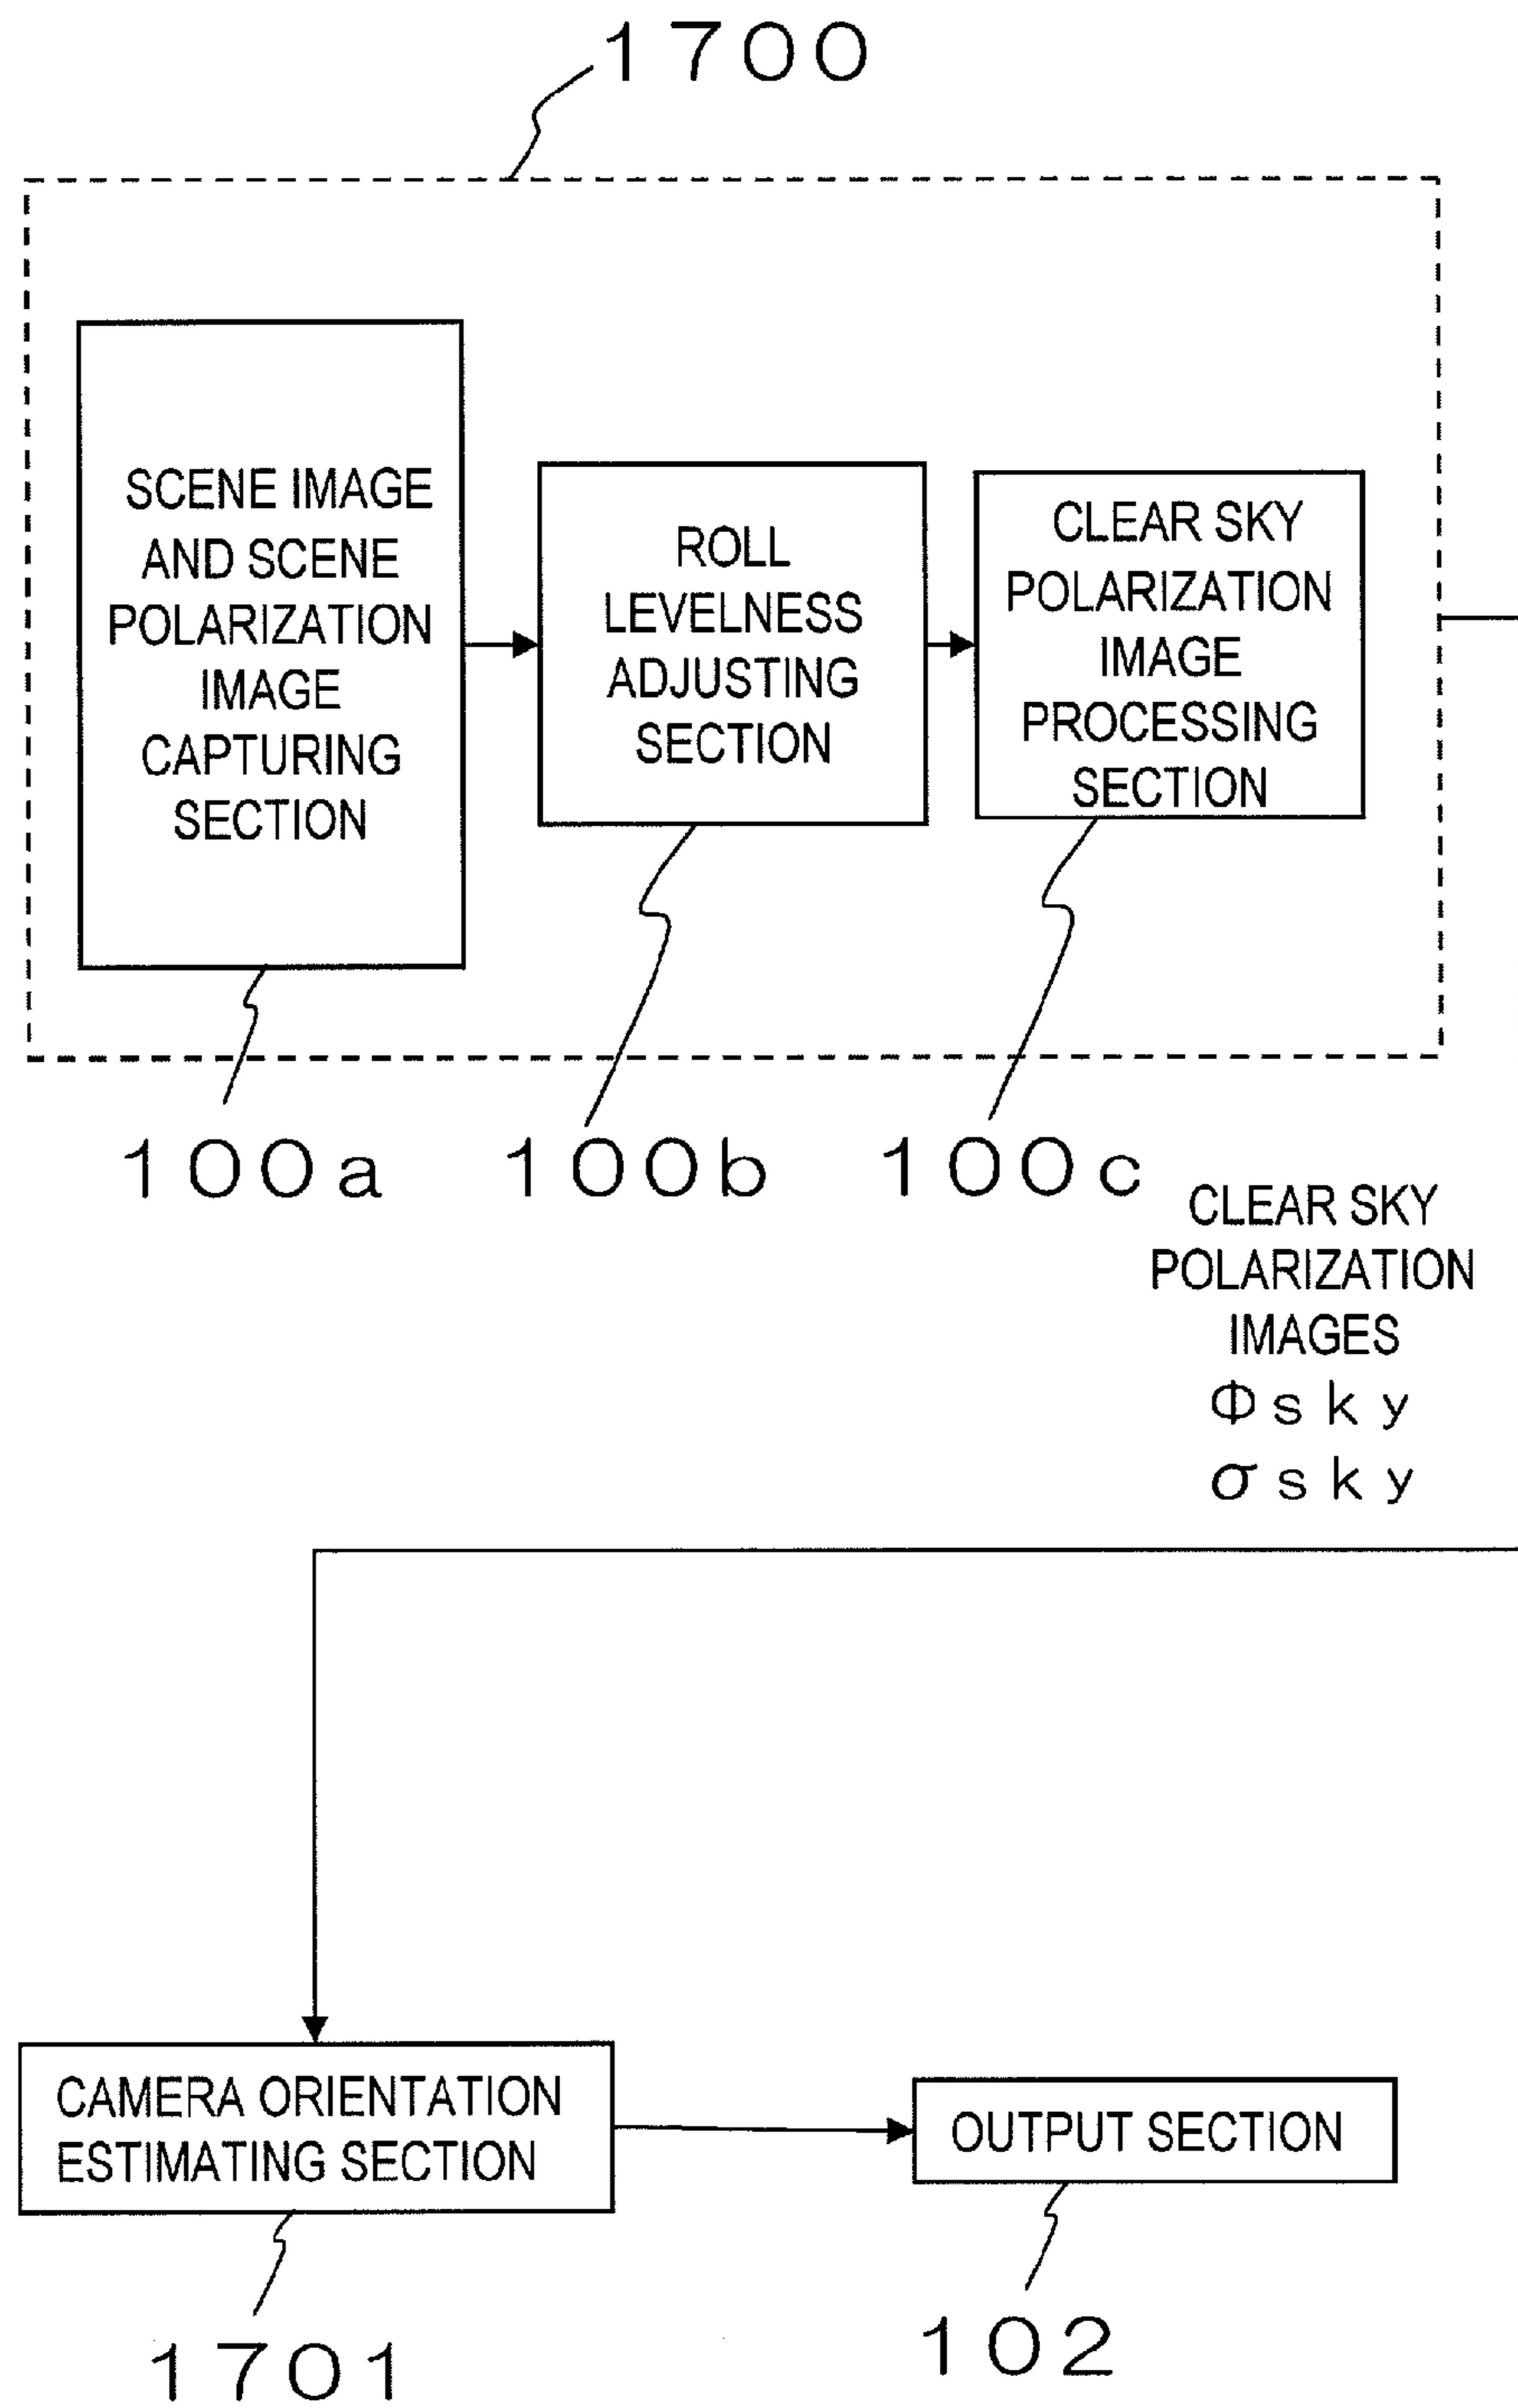 1700
SCENE IMAGE
AND SCENE
POLARIZATION
IMAGE
CAPTURING
SECTION
ROLL
LEVELNESS
ADJUSTING
SECTION
CLEAR SKY
POLARIZATION
IMAGE
PROCESSING
SECTION
100a
100b
100c
CLEAR SKY
POLARIZATION
IMAGES
Φsky
σsky
CAMERA ORIENTATION
ESTIMATING SECTION
OUTPUT SECTION
1701
102